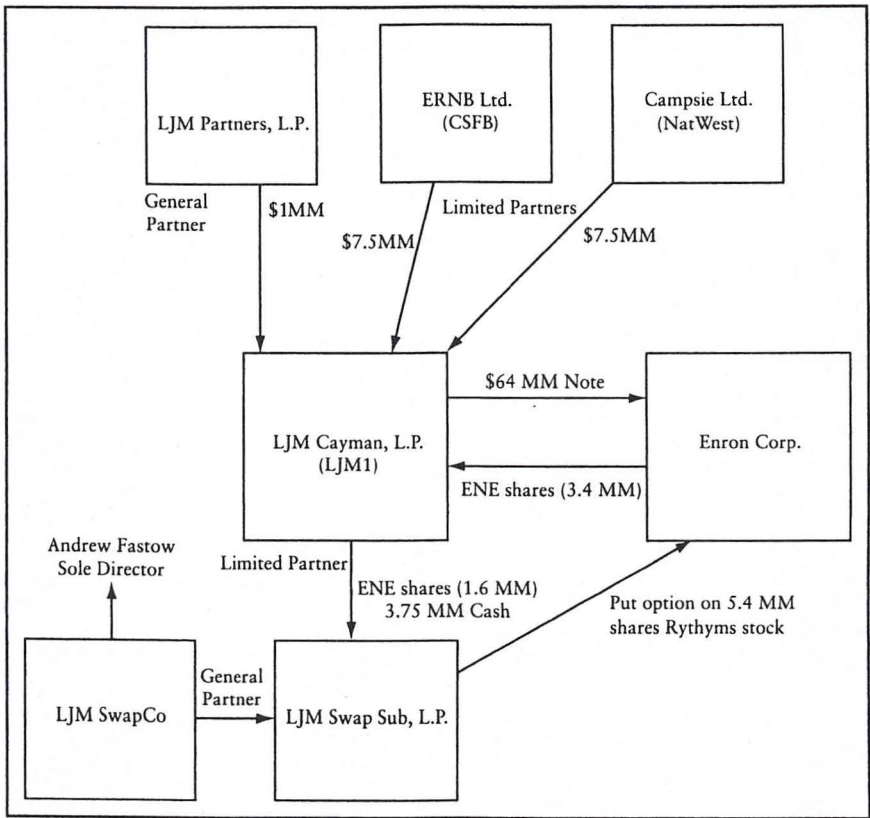 LJM Partners, L.P.
ERNB Ltd.
(CSFB)
Campsie Ltd.
(NatWest)
General
Partner
$1MM
Limited Partners
$7.5MM
$7.5MM
$64 MM Note
LJM Cayman, L.P.
(LJM1)
Enron Corp.
ENE shares (3.4 MM)
Andrew Fastow
Sole Director
Limited Partner
ENE shares (1.6 MM)
3.75 MM Cash
Put option on 5.4 MM
shares Rythyms stock
General
Partner
LJM SwapCo
LJM Swap Sub, L.P.